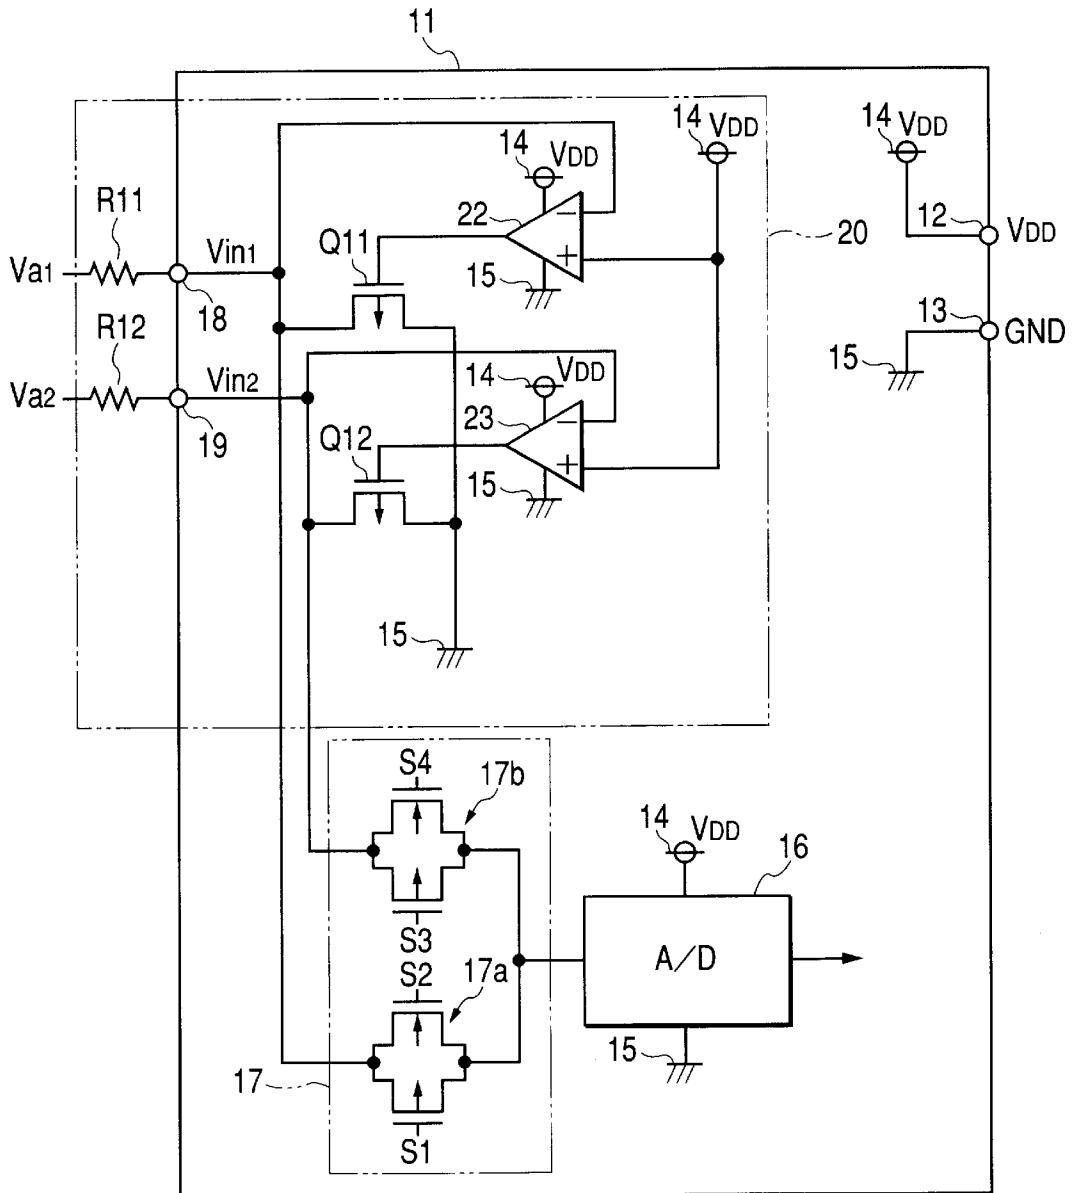 11
14 VDD
14 VDD
14 VDD
R11
22
−
+
12
VDD
20
Q11
Va1
Vin1
15
18
13
GND
R12
15
14 VDD
Va2
Vin2
23
−
+
19
Q12
15
15
S4
17b
14 VDD
16
S3
A/D
S2
17a
15
17
S1